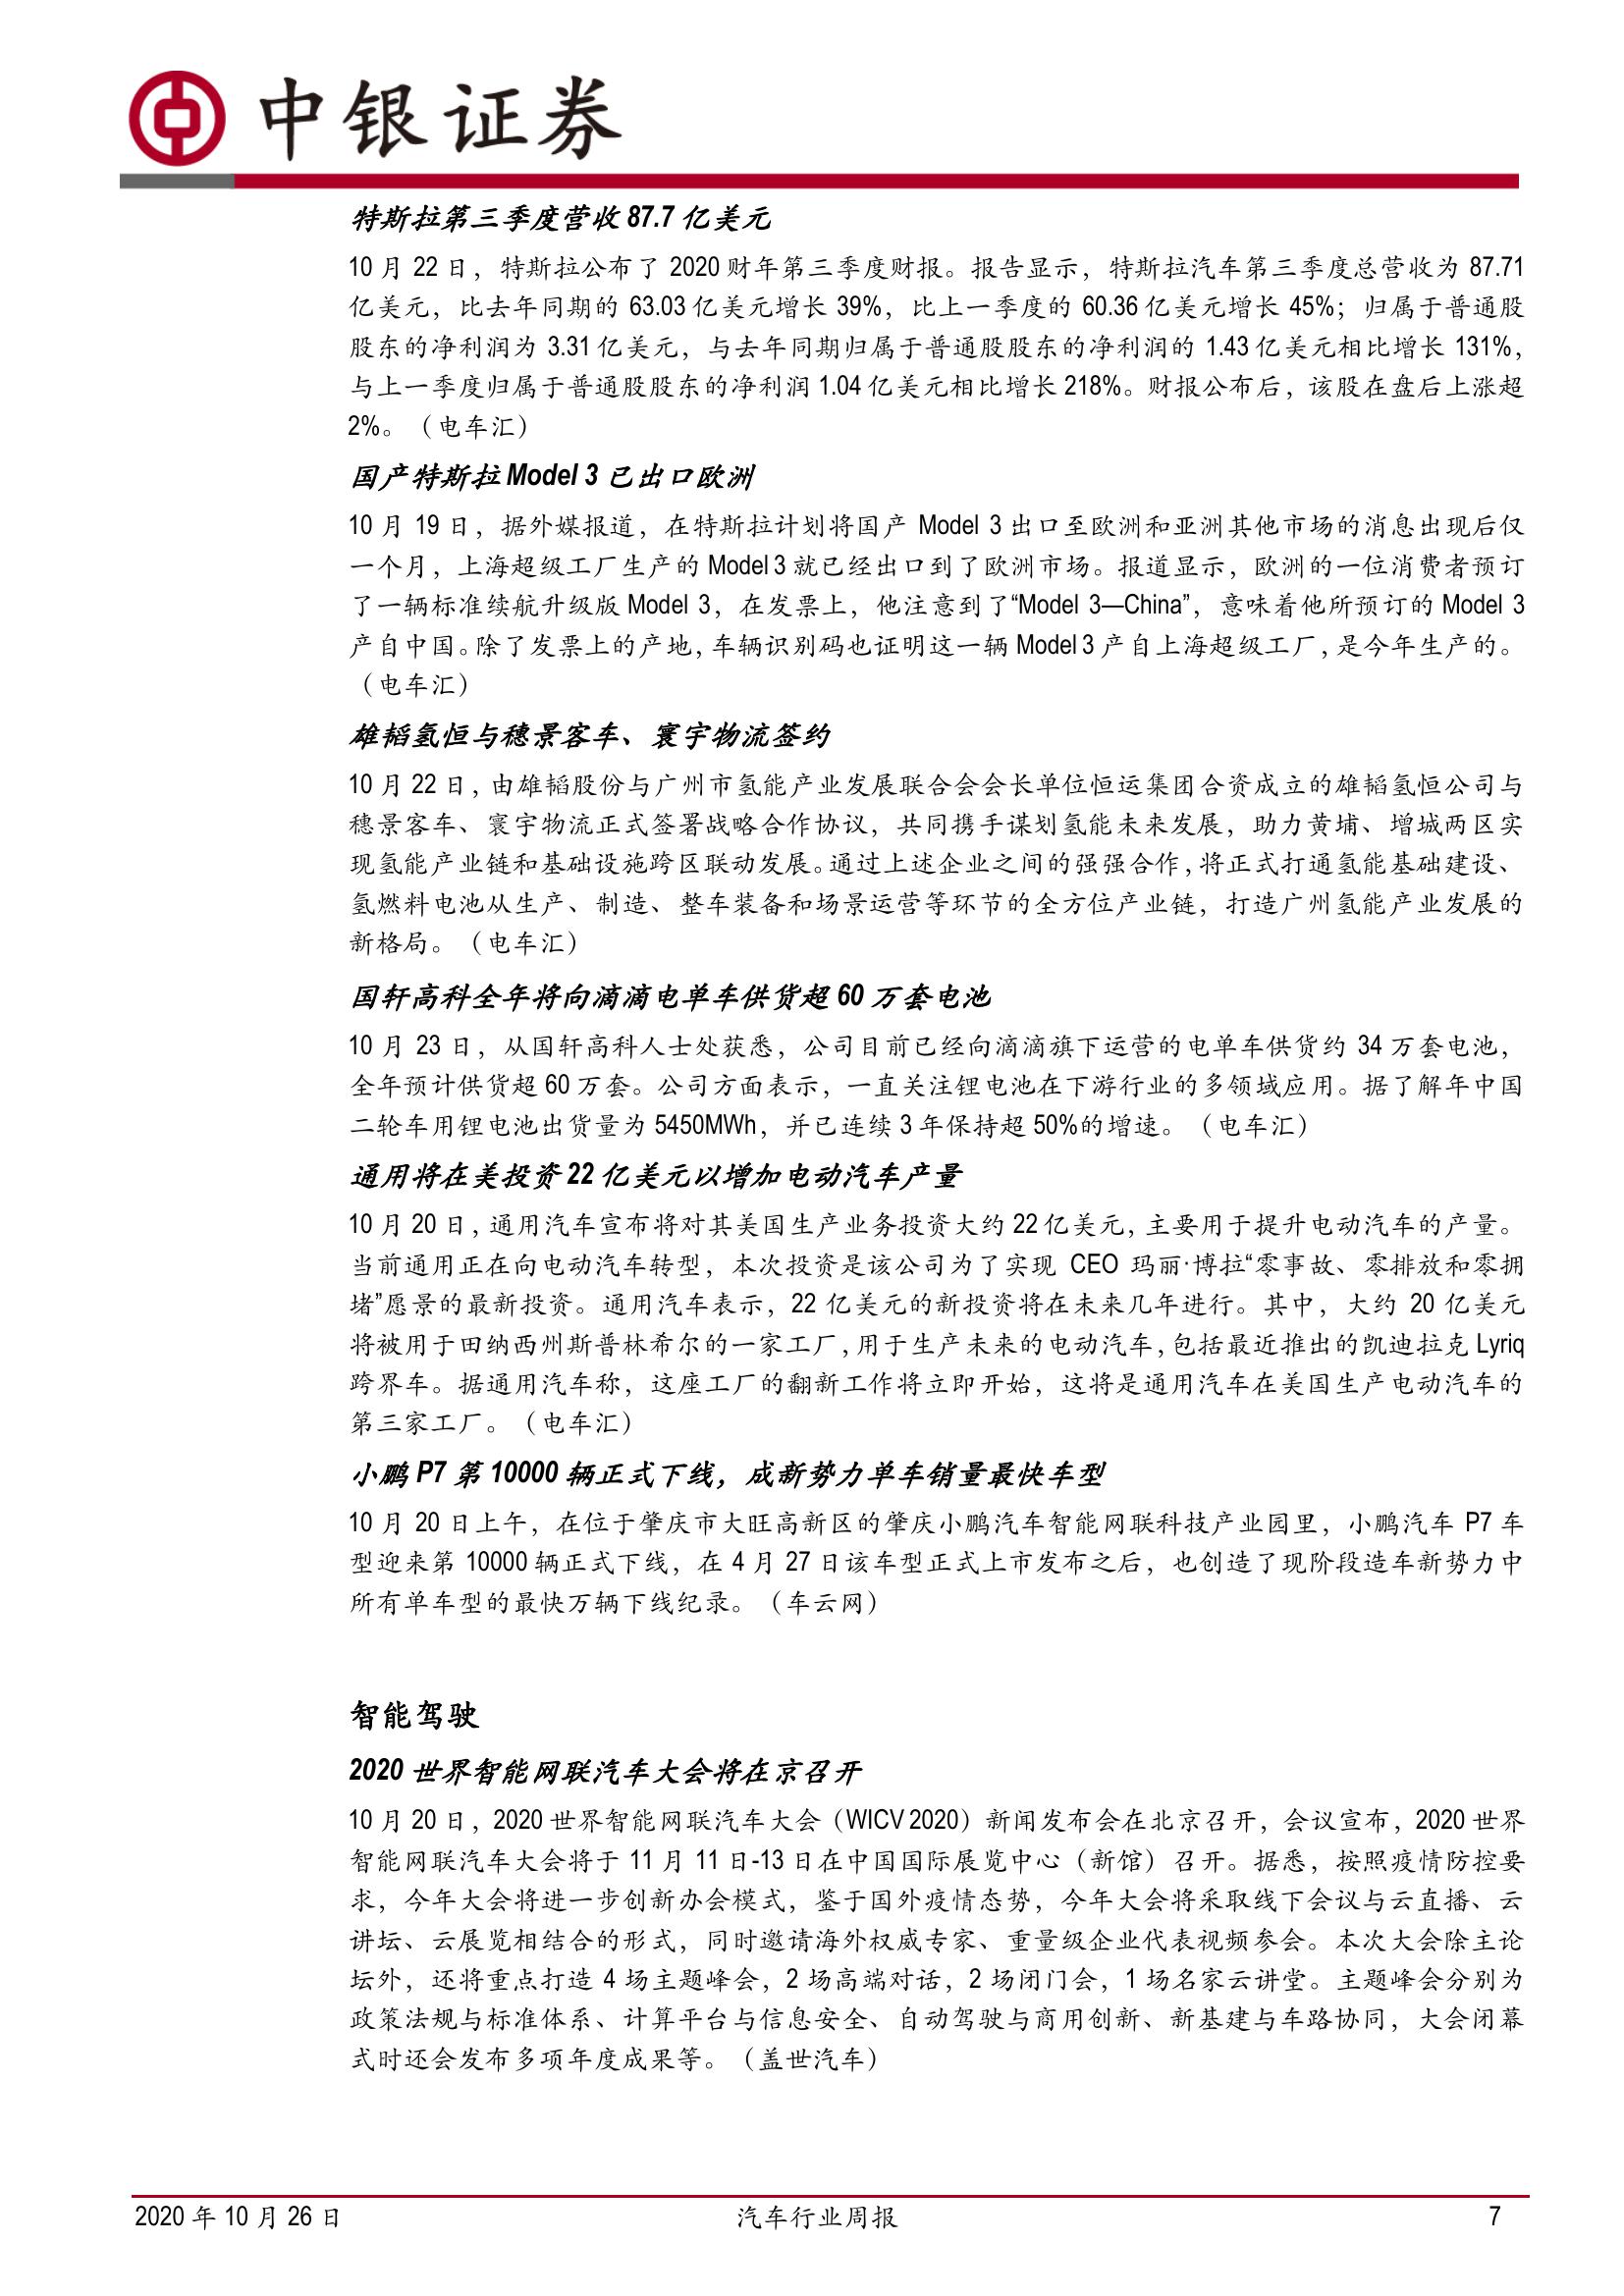 中银证券
特斯拉第三季度营收 87.7 亿美元
10 月 22 日，特斯拉公布了 2020 财年第三季度财报。报告显示，特斯拉汽车第三季度总营收为 87.71
亿美元，比去年同期的 63.03 亿美元增长 39%，比上一季度的 60.36 亿美元增长 45%；归属于普通股
股东的净利润为 3.31 亿美元，与去年同期归属于普通股股东的净利润的 1.43 亿美元相比增长 131%，
与上一季度归属于普通股股东的净利润 1.04 亿美元相比增长 218%。财报公布后，该股在盘后上涨超
2%。（电车汇）
国产特斯拉 Model 3 已出口欧洲
10 月 19 日，据外媒报道，在特斯拉计划将国产 Model 3 出口至欧洲和亚洲其他市场的消息出现后仅
一个月，上海超级工厂生产的 Model 3 就已经出口到了欧洲市场。报道显示，欧洲的一位消费者预订
了一辆标准续航升级版 Model 3，在发票上，他注意到了“Model 3—China”，意味着他所预订的 Model 3
产自中国。除了发票上的产地，车辆识别码也证明这一辆 Model 3 产自上海超级工厂，是今年生产的。
（电车汇）
雄韬氢恒与穗景客车、寰宇物流签约
10 月 22 日，由雄韬股份与广州市氢能产业发展联合会会长单位恒运集团合资成立的雄韬氢恒公司与
穗景客车、寰宇物流正式签署战略合作协议，共同携手谋划氢能未来发展，助力黄埔、增城两区实
现氢能产业链和基础设施跨区联动发展。通过上述企业之间的强强合作，将正式打通氢能基础建设、
氢燃料电池从生产、制造、整车装备和场景运营等环节的全方位产业链，打造广州氢能产业发展的
新格局。（电车汇）
国轩高科全年将向滴滴电单车供货超 60 万套电池
10 月 23 日，从国轩高科人士处获悉，公司目前已经向滴滴旗下运营的电单车供货约 34 万套电池，
全年预计供货超 60 万套。公司方面表示，一直关注锂电池在下游行业的多领域应用。据了解年中国
二轮车用锂电池出货量为 5450MWh，并已连续 3 年保持超 50%的增速。（电车汇）
通用将在美投资 22 亿美元以增加电动汽车产量
10 月 20 日，通用汽车宣布将对其美国生产业务投资大约 22 亿美元，主要用于提升电动汽车的产量。
当前通用正在向电动汽车转型，本次投资是该公司为了实现 CEO 玛丽·博拉“零事故、零排放和零拥
堵”愿景的最新投资。通用汽车表示，22 亿美元的新投资将在未来几年进行。其中，大约 20 亿美元
将被用于田纳西州斯普林希尔的一家工厂，用于生产未来的电动汽车，包括最近推出的凯迪拉克 Lyriq
跨界车。据通用汽车称，这座工厂的翻新工作将立即开始，这将是通用汽车在美国生产电动汽车的
第三家工厂。（电车汇）
小鹏 P7 第 10000 辆正式下线，成新势力单车销量最快车型
10 月 20 日上午，在位于肇庆市大旺高新区的肇庆小鹏汽车智能网联科技产业园里，小鹏汽车 P7 车
型迎来第 10000 辆正式下线，在 4 月 27 日该车型正式上市发布之后，也创造了现阶段造车新势力中
所有单车型的最快万辆下线纪录。（车云网）
智能驾驶
2020 世界智能网联汽车大会将在京召开
10 月 20 日，2020 世界智能网联汽车大会（WICV 2020）新闻发布会在北京召开，会议宣布，2020 世界
智能网联汽车大会将于 11 月 11 日-13 日在中国国际展览中心（新馆）召开。据悉，按照疫情防控要
求，今年大会将进一步创新办会模式，鉴于国外疫情态势，今年大会将采取线下会议与云直播、云
讲坛、云展览相结合的形式，同时邀请海外权威专家、重量级企业代表视频参会。本次大会除主论
坛外，还将重点打造 4 场主题峰会，2 场高端对话，2 场闭门会，1 场名家云讲堂。主题峰会分别为
政策法规与标准体系、计算平台与信息安全、自动驾驶与商用创新、新基建与车路协同，大会闭幕
式时还会发布多项年度成果等。（盖世汽车）
2020 年 10 月 26 日 汽车行业周报 7